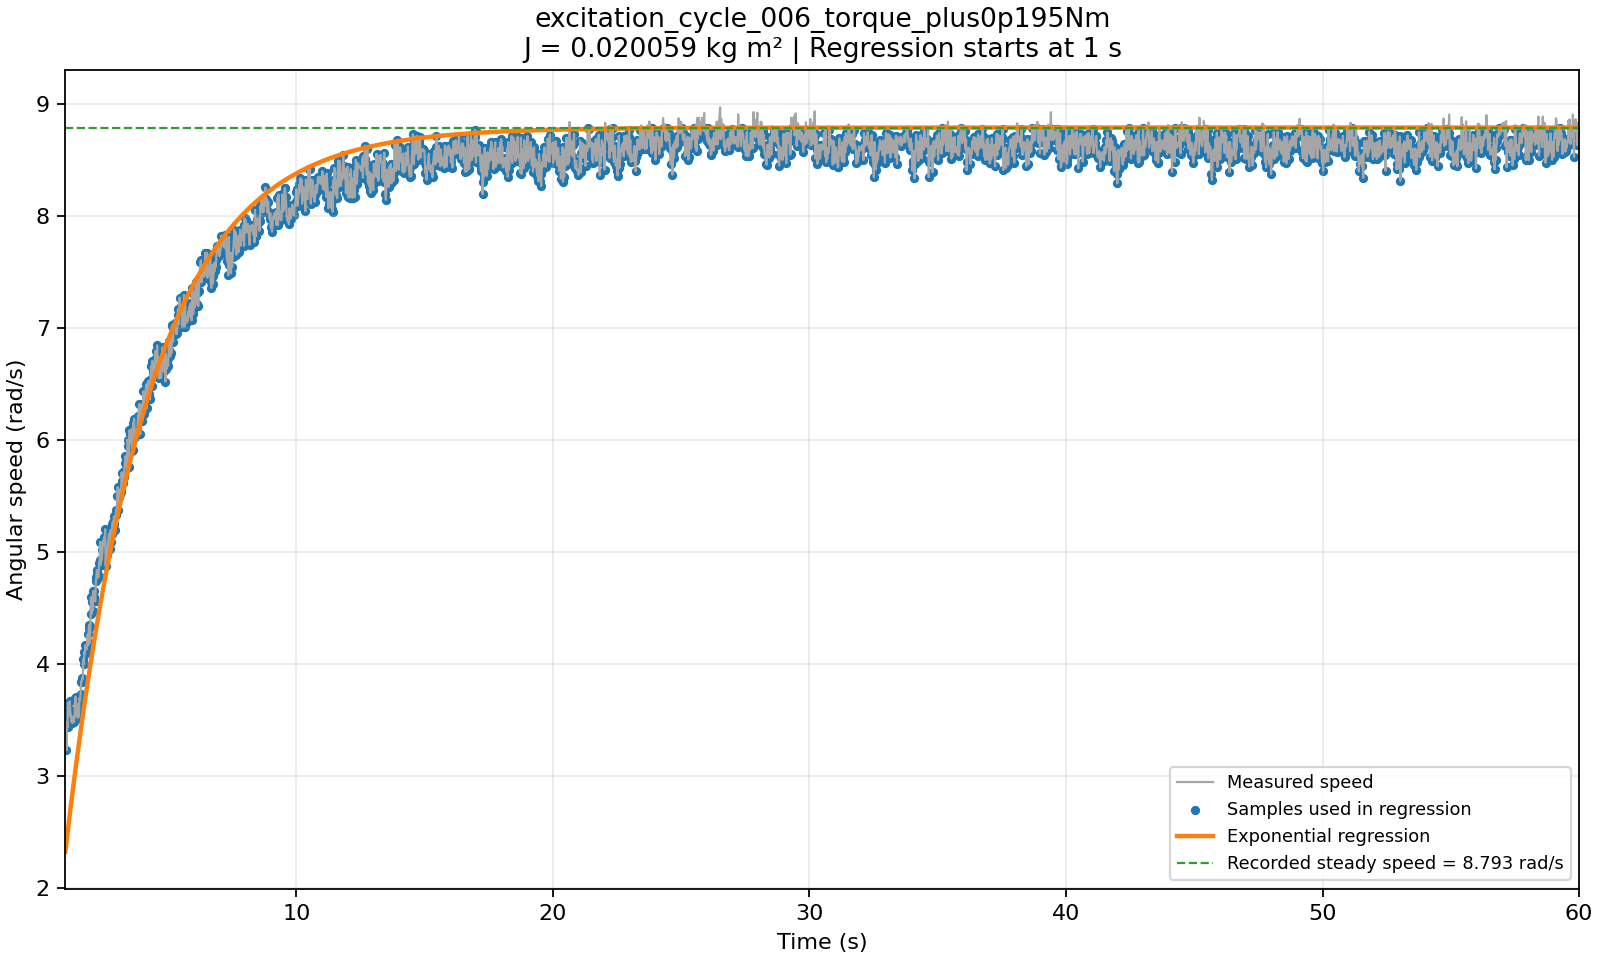 excitation_cycle_006_torque_plus0p195Nm
J = 0.020059 kg m² | Regression starts at 1 s
Angular speed (rad/s)
9
8
7
6
5
4
3
2
Measured speed
Samples used in regression
Exponential regression
Recorded steady speed = 8.793 rad/s
10
20
30
40
50
60
Time (s)